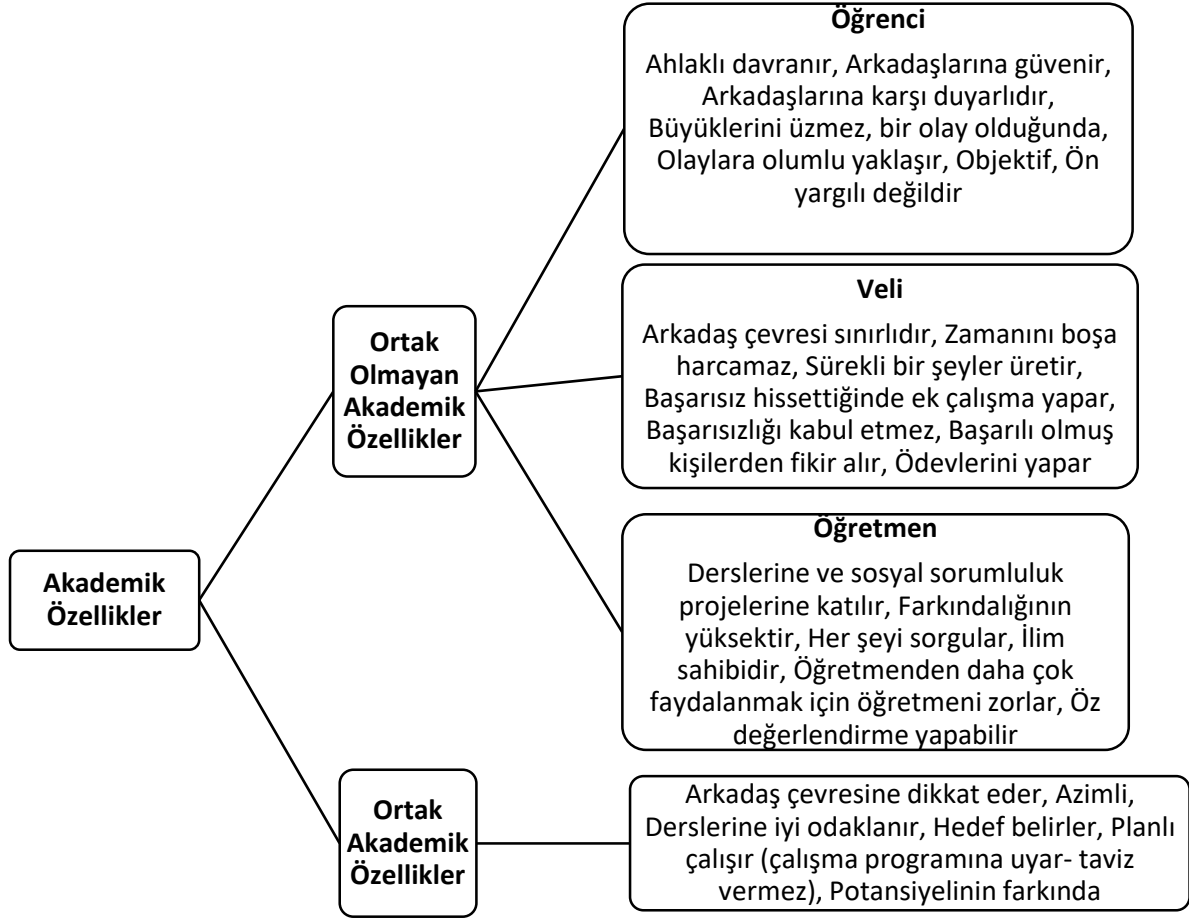 Öğrenci
Ahlaklı davranır, Arkadaşlarına güvenir,
Arkadaşlarına karşı duyarlıdır,
Büyüklerini üzmez, bir olay olduğunda,
Olaylara olumlu yaklaşır, Objektif, Ön
yargılı değildir
Veli
Arkadaş çevresi sınırlıdır, Zamanını boşa
harcamaz, Sürekli bir şeyler üretir,
Başarısız hissettiğinde ek çalışma yapar,
Başarısızlığı kabul etmez, Başarılı olmuş
kişilerden fikir alır, Ödevlerini yapar
Ortak
Olmayan
Akademik
Özellikler
Öğretmen
Derslerine ve sosyal sorumluluk
projelerine katılır, Farkındalığının
yüksektir, Her şeyi sorgular, İlim
sahibidir, Öğretmenden daha çok
faydalanmak için öğretmeni zorlar, Öz
değerlendirme yapabilir
Akademik
Özellikler
Ortak
Akademik
Özellikler
Arkadaş çevresine dikkat eder, Azimli,
Derslerine iyi odaklanır, Hedef belirler, Planlı
çalışır (çalışma programına uyar- taviz
vermez), Potansiyelinin farkında